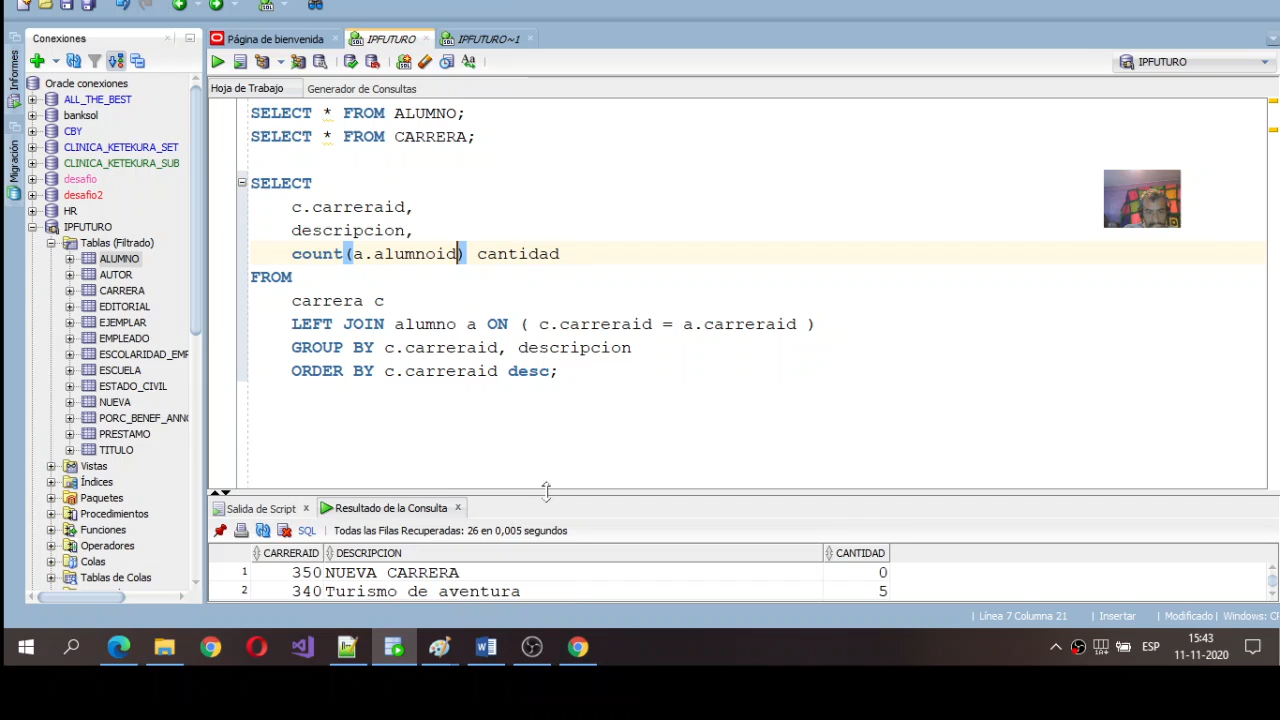 Conexiones
Página de bienvenida
IPFUTURO
IPFUTURO~1
Informes
Migración
Oracle conexiones
ALL_THE_BEST
banksol
CBY
CLINICA_KETEKURA_SET
CLINICA_KETEKURA_SUB
desafio
desafio2
HR
IPFUTURO
Tablas (Filtrado)
ALUMNO
AUTOR
CARRERA
EDITORIAL
EJEMPLAR
EMPLEADO
ESCOLARIDAD_EMP
ESCUELA
ESTADO_CIVIL
NUEVA
PORC_BENEF_ANNO
PRESTAMO
TITULO
Vistas
Índices
Paquetes
Procedimientos
Funciones
Operadores
Colas
Tablas de Colas
IPFUTURO
Hoja de Trabajo
Generador de Consultas
SELECT * FROM ALUMNO;
SELECT * FROM CARRERA;
SELECT
c.carreraid,
descripcion,
count(a.alumnoid) cantidad
FROM
carrera c
LEFT JOIN alumno a ON ( c.carreraid = a.carreraid )
GROUP BY c.carreraid, descripcion
ORDER BY c.carreraid desc;
Salida de Script
Resultado de la Consulta
SQL
Todas las Filas Recuperadas: 26 en 0,005 segundos
CARRERAID DESCRIPCION CANTIDAD
1 350 NUEVA CARRERA 0
2 340 Turismo de aventura 5
Línea 7 Columna 21
Insertar
Modificado
Windows: CF
ESP
15:43
11-11-2020